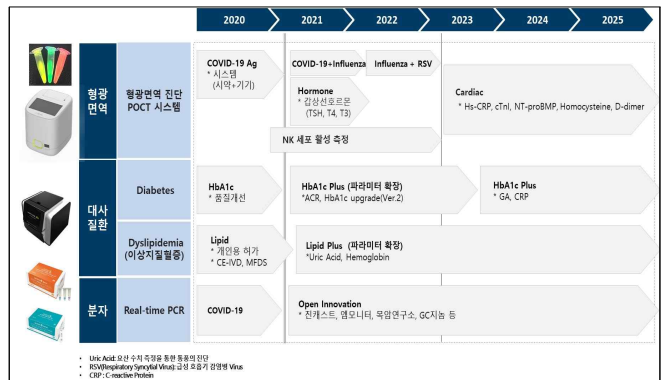 2020
2021
2022
2023
2024
2025
형광
면역
형광면역 진단
POCT 시스템
COVID-19 Ag
* 시스템
(시약+기기)
COVID-19+Influenza
Influenza + RSV
Hormone
* 갑상선호르몬
(TSH, T4, T3)
NK 세포 활성 측정
Cardiac
* Hs-CRP, cTnI, NT-proBMP, Homocysteine, D-dimer
대사
질환
Diabetes
HbA1c
* 품질개선
HbA1c Plus (파라미터 확장)
*ACR, HbA1c upgrade(Ver.2)
HbA1c Plus
* GA, CRP
Dyslipidemia
(이상지질혈증)
Lipid
* 개인용 허가
* CE-IVD, MFDS
Lipid Plus (파라미터 확장)
*Uric Acid, Hemoglobin
분자
Real-time PCR
COVID-19
Open Innovation
* 진캐스트, 엠모니터, 목암연구소, GC지놈 등
• Uric Acid: 요산 수치 측정을 통한 통풍의 진단
• RSV(Respiratory Syncytial Virus): 급성 호흡기 감염병 Virus
• CRP : C-reactive Protein